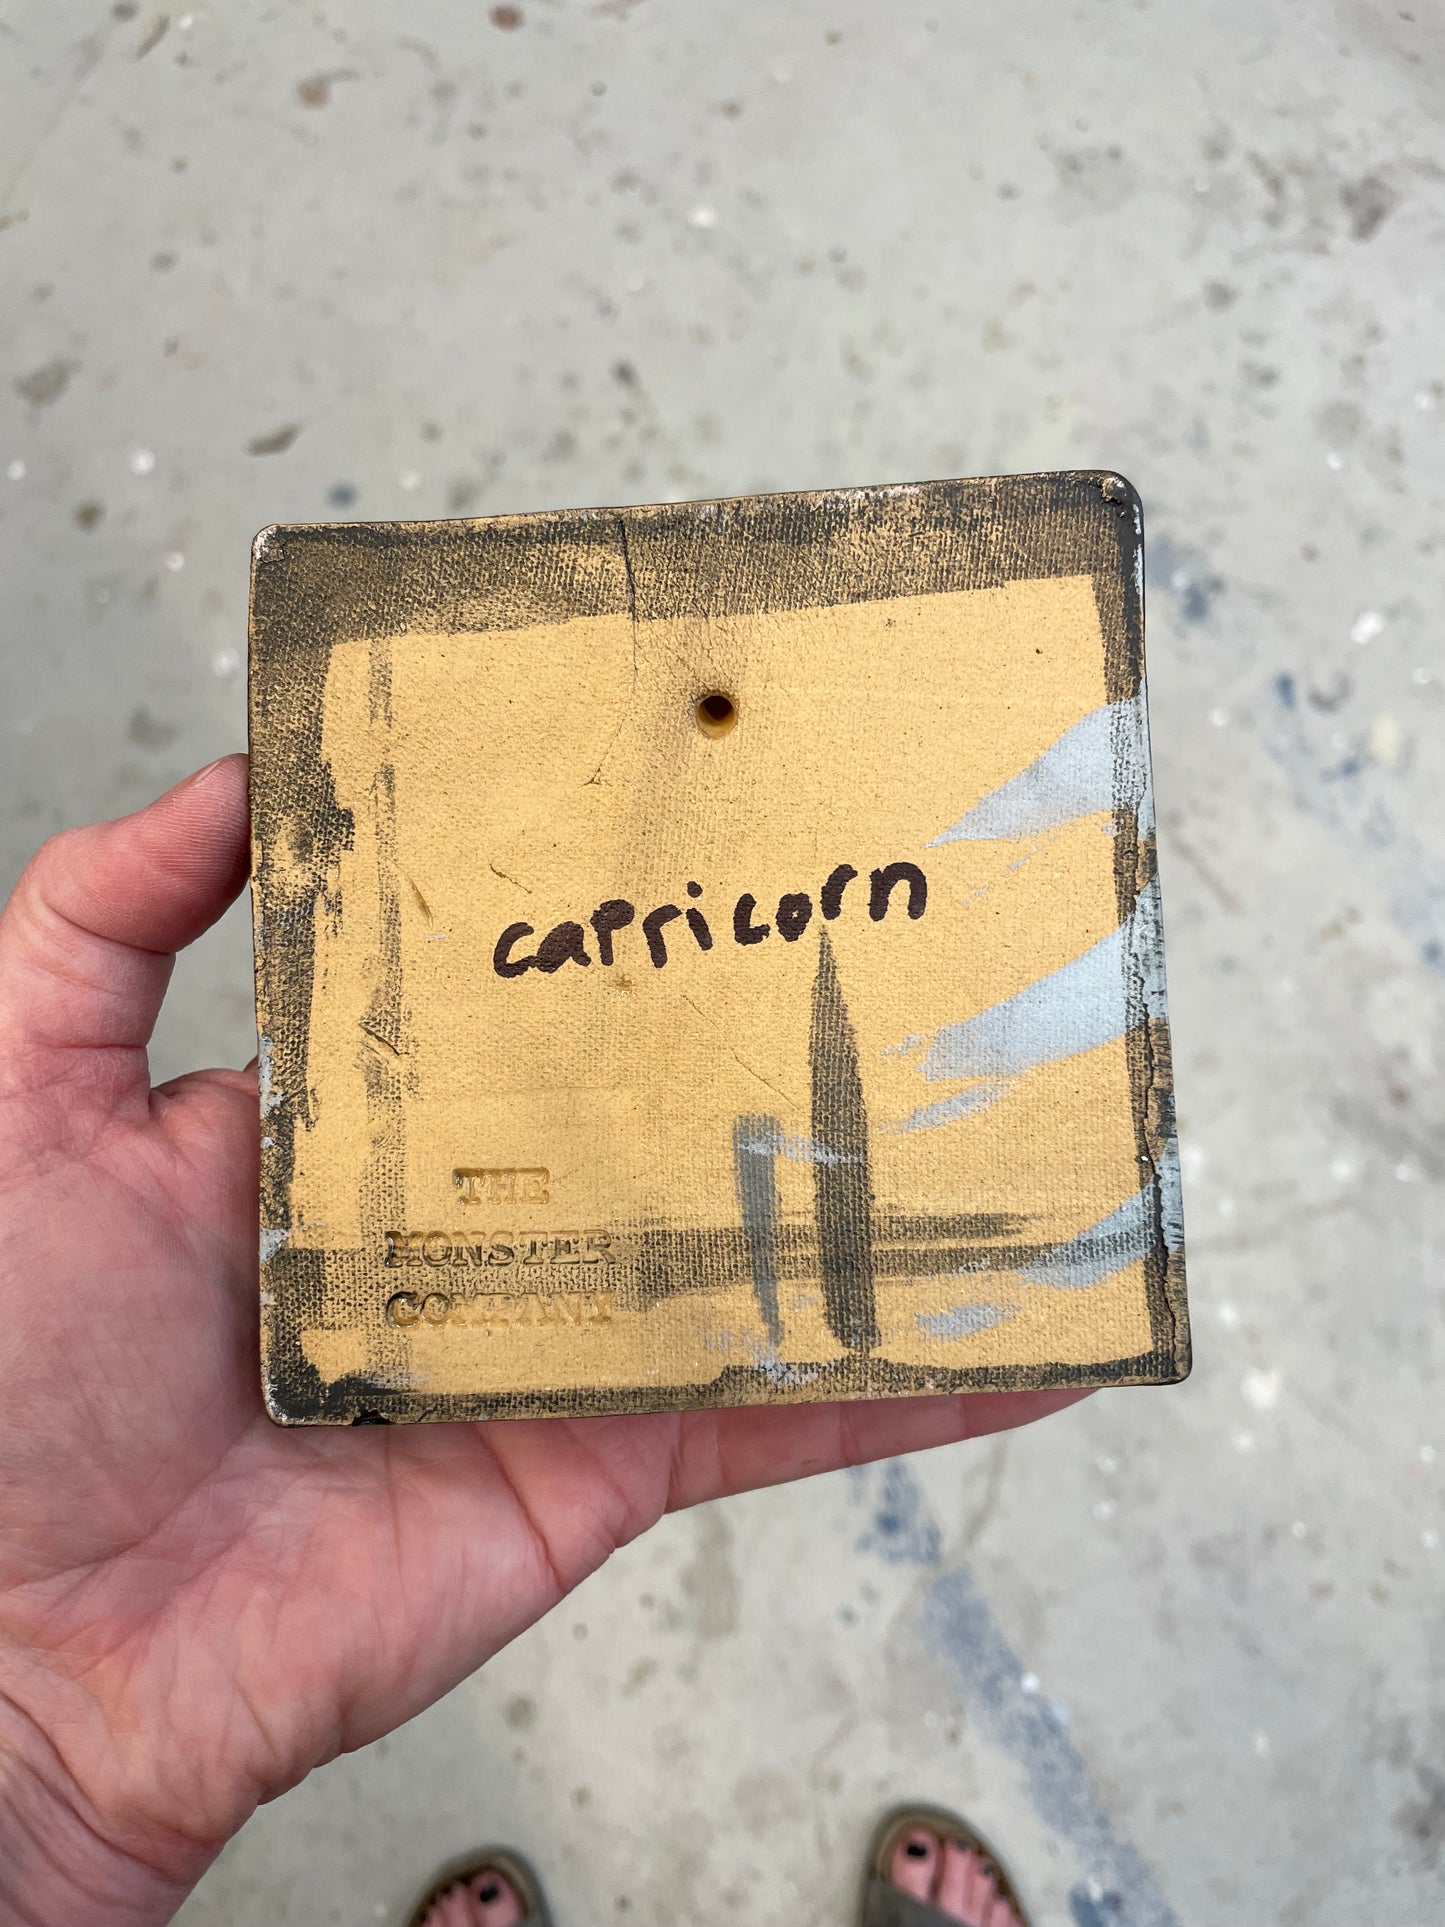 capricorn
THE
MONSTER
COMPANY